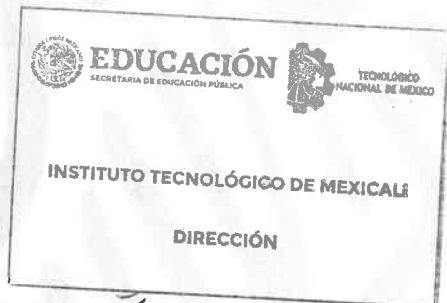 EDUCACIÓN
SECRETARÍA DE EDUCACIÓN PÚBLICA
TECNOLÓGICO
NACIONAL DE MÉXICO
INSTITUTO TECNOLÓGICO DE MEXICALI
DIRECCIÓN